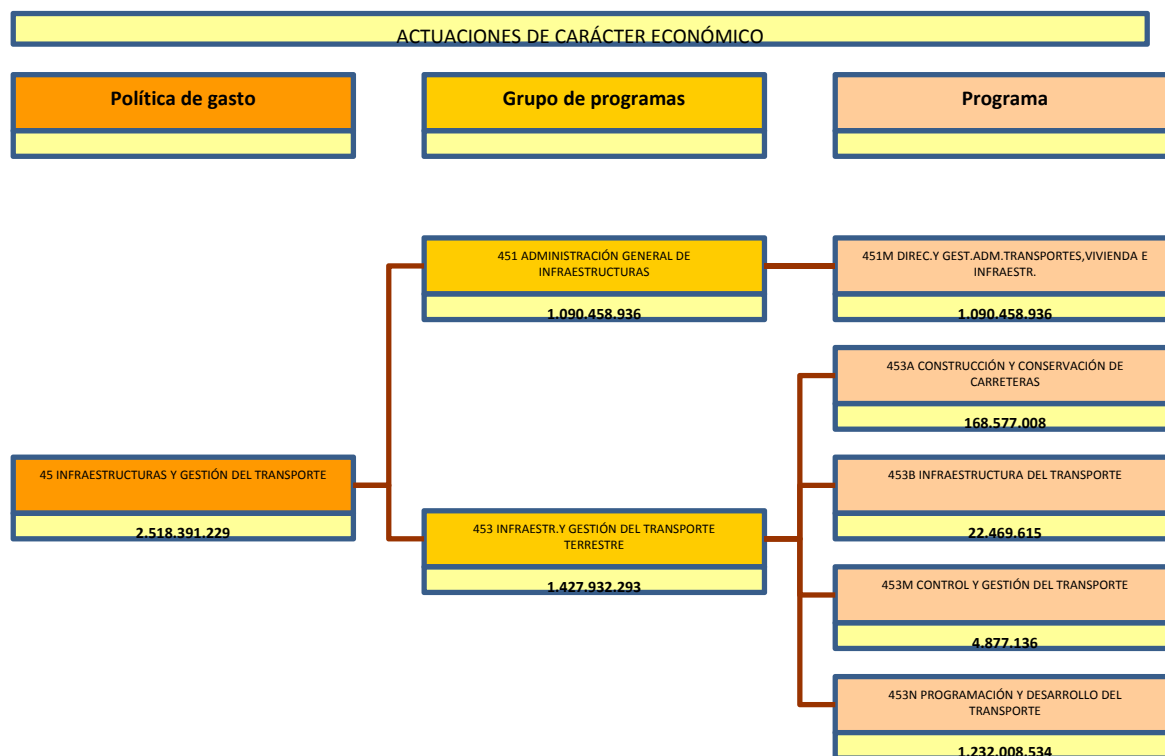 ACTUACIONES DE CARÁCTER ECONÓMICO
Política de gasto
Grupo de programas
Programa
451 ADMINISTRACIÓN GENERAL DE
INFRAESTRUCTURAS
1.090.458.936
451M DIREC.Y GEST.ADM.TRANSPORTES,VIVIENDA E
INFRAESTR.
1.090.458.936
453A CONSTRUCCIÓN Y CONSERVACIÓN DE
CARRETERAS
168.577.008
45 INFRAESTRUCTURAS Y GESTIÓN DEL TRANSPORTE
2.518.391.229
453B INFRAESTRUCTURA DEL TRANSPORTE
22.469.615
453 INFRAESTR.Y GESTIÓN DEL TRANSPORTE
TERRESTRE
1.427.932.293
453M CONTROL Y GESTIÓN DEL TRANSPORTE
4.877.136
453N PROGRAMACIÓN Y DESARROLLO DEL
TRANSPORTE
1.232.008.534